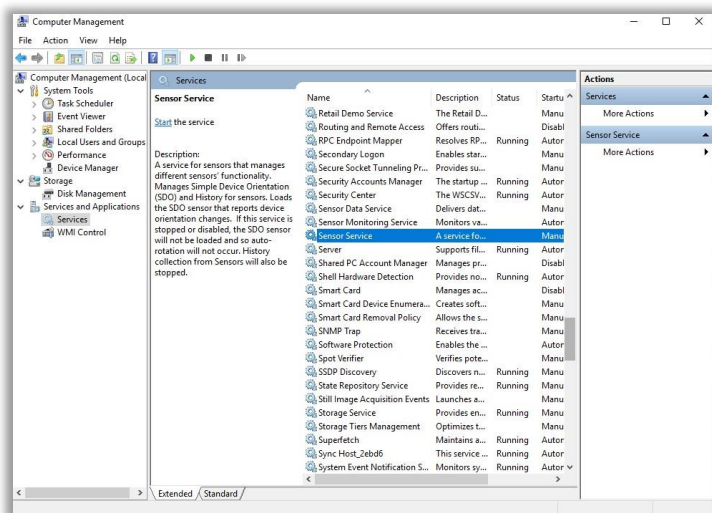 Computer Management
File Action View Help
Computer Management (Local
System Tools
Task Scheduler
Event Viewer
Shared Folders
Local Users and Groups
Performance
Device Manager
Storage
Disk Management
Services and Applications
Services
WMI Control
Services
Sensor Service
Start the service
Description:
A service for sensors that manages
different sensors' functionality.
Manages Simple Device Orientation
(SDO) and History for sensors. Loads
the SDO sensor that reports device
orientation changes. If this service is
stopped or disabled, the SDO sensor
will not be loaded and so auto-
rotation will not occur. History
collection from Sensors will also be
stopped.
Name Description Status Startu
Retail Demo Service The Retail D... Manu
Routing and Remote Access Offers routi... Disabl
RPC Endpoint Mapper Resolves RP... Running Autor
Secondary Logon Enables star... Manu
Secure Socket Tunneling Pr... Provides su... Manu
Security Accounts Manager The startup ... Running Autor
Security Center The WSCSV... Running Autor
Sensor Data Service Delivers dat... Manu
Sensor Monitoring Service Monitors va... Autor
Sensor Service A service fo... Manu
Server Supports fil... Running Autor
Shared PC Account Manager Manages pr... Disabl
Shell Hardware Detection Provides no... Running Autor
Smart Card Manages ac... Disabl
Smart Card Device Enumera... Creates soft... Manu
Smart Card Removal Policy Allows the s... Manu
SNMP Trap Receives tra... Manu
Software Protection Enables the ... Autor
Spot Verifier Verifies pote... Manu
SSDP Discovery Discovers n... Running Manu
State Repository Service Provides re... Running Manu
Still Image Acquisition Events Launches a... Manu
Storage Service Provides en... Running Manu
Storage Tiers Management Optimizes t... Manu
Superfetch Maintains a... Running Autor
Sync Host_2ebd6 This service ... Running Autor
System Event Notification S... Monitors sy... Running Autor
Extended Standard
Actions
Services
More Actions
Sensor Service
More Actions